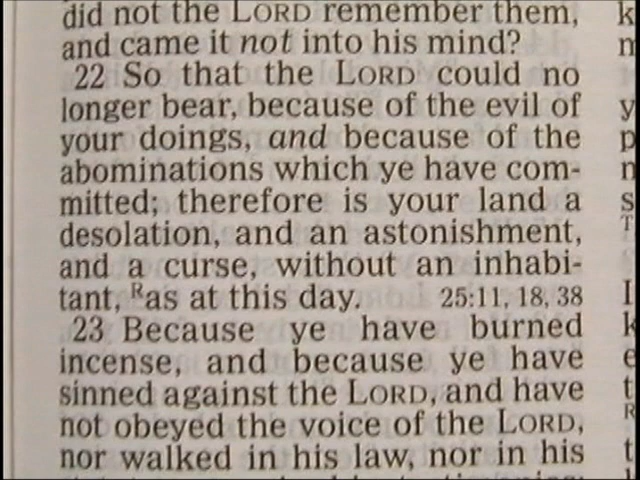 did not the LORD remember them,
and came it not into his mind?
22 So that the LORD could no
longer bear, because of the evil of
your doings, and because of the
abominations which ye have com-
mitted; therefore is your land a
desolation, and an astonishment,
and a curse, without an inhabi-
tant, ᴿas at this day. 25:11, 18, 38
23 Because ye have burned
incense, and because ye have
sinned against the LORD, and have
not obeyed the voice of the LORD,
nor walked in his law, nor in his